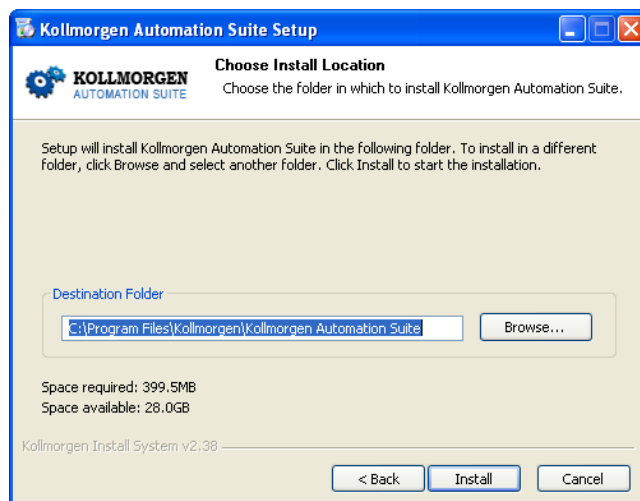 Kollmorgen Automation Suite Setup
KOLLMORGEN
AUTOMATION SUITE
Choose Install Location
Choose the folder in which to install Kollmorgen Automation Suite.
Setup will install Kollmorgen Automation Suite in the following folder. To install in a different
folder, click Browse and select another folder. Click Install to start the installation.
Destination Folder
C:\Program Files\Kollmorgen\Kollmorgen Automation Suite
Browse...
Space required: 399.5MB
Space available: 28.0GB
Kollmorgen Install System v2.38
< Back
Install
Cancel